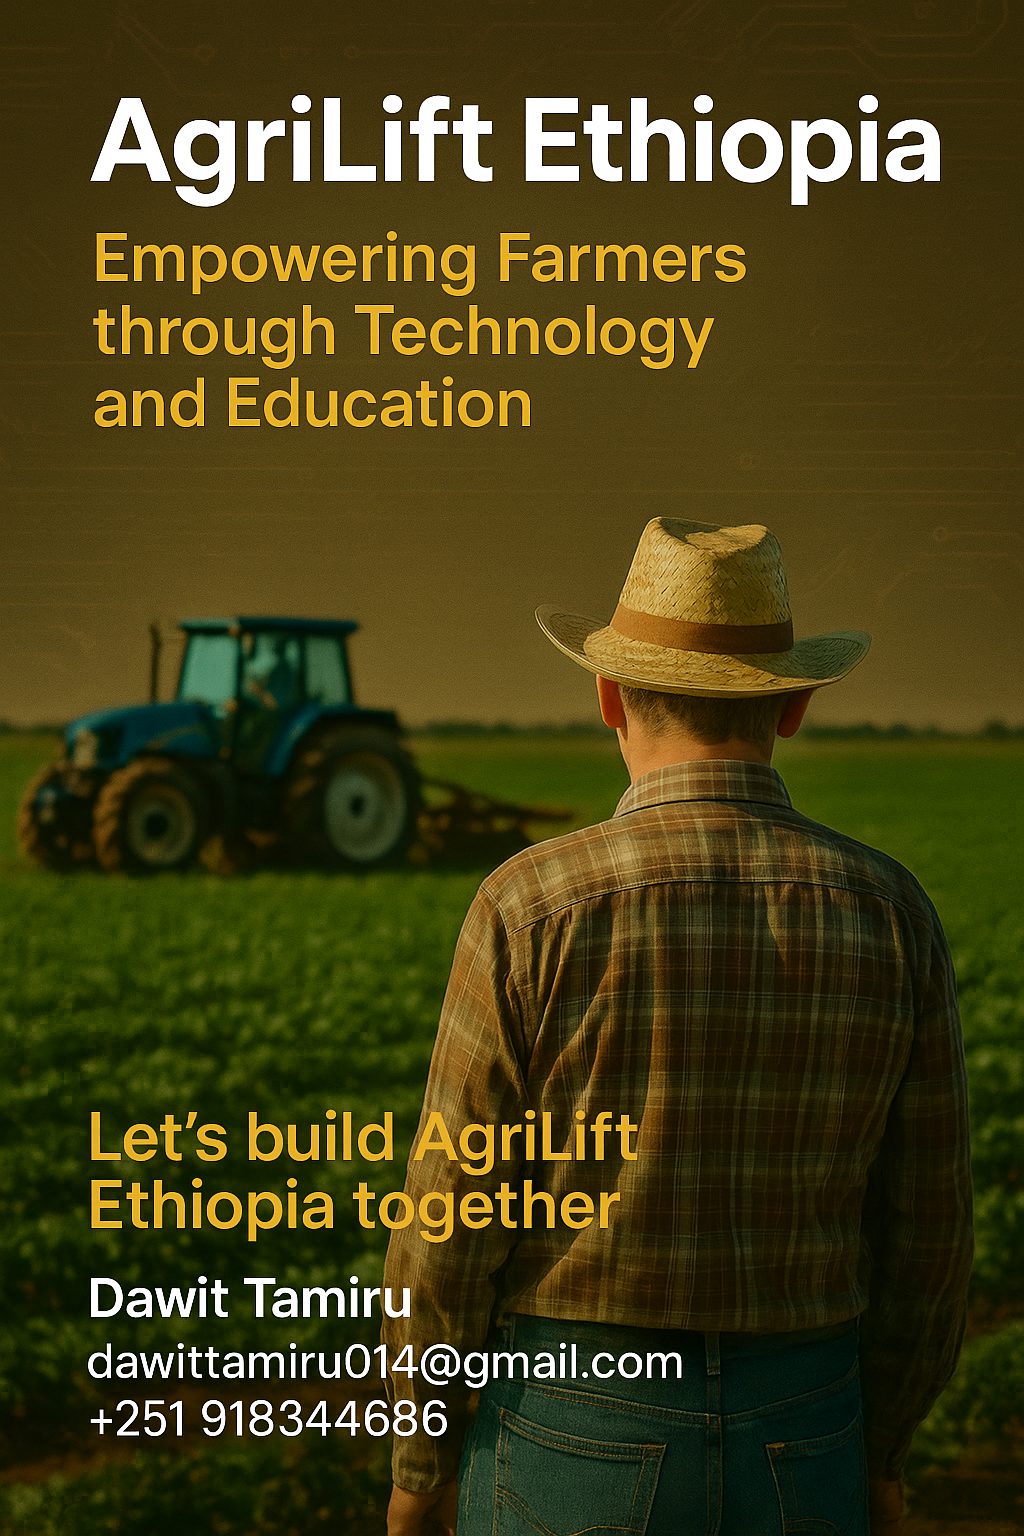 AgriLift Ethiopia
Empowering Farmers
through Technology
and Education
Let’s build AgriLift
Ethiopia together
Dawit Tamiru
dawittamiru014@gmail.com
+251 918344686